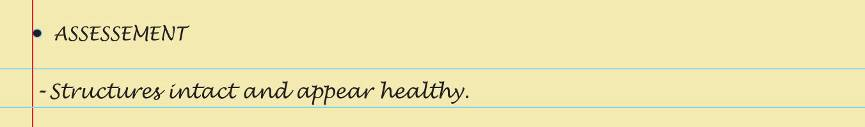 • ASSESSEMENT
-Structures intact and appear healthy.